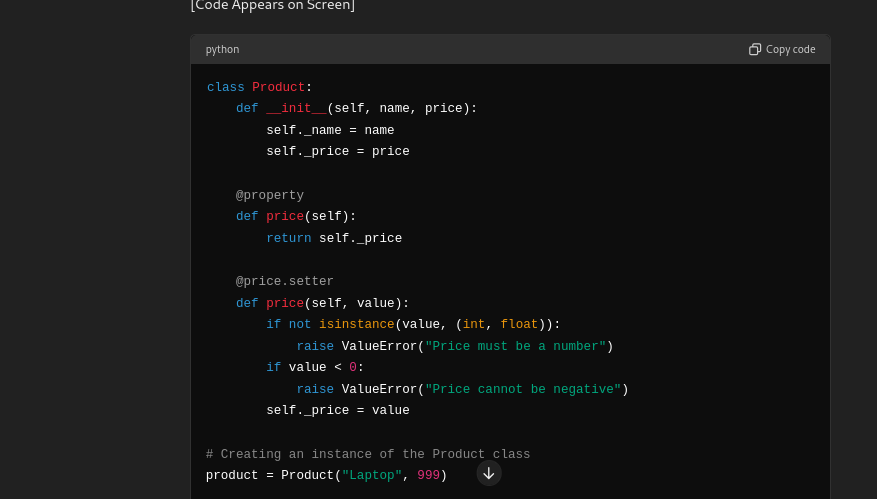 [Code Appears on Screen]
python
Copy code
class Product:
    def __init__(self, name, price):
        self._name = name
        self._price = price

    @property
    def price(self):
        return self._price

    @price.setter
    def price(self, value):
        if not isinstance(value, (int, float)):
            raise ValueError("Price must be a number")
        if value < 0:
            raise ValueError("Price cannot be negative")
        self._price = value

# Creating an instance of the Product class
product = Product("Laptop", 999)